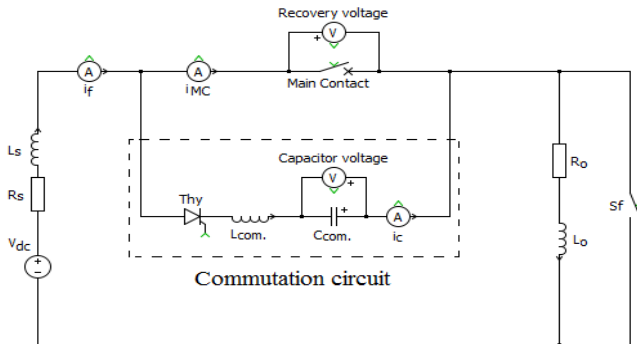 Recovery voltage
+ V
A
if
A
iMC
Main Contact
Ls
Rs
Vdc
+
−
Capacitor voltage
V +
Thy
Lcom.
+
Ccom.
A
ic
Commutation circuit
Ro
Lo
Sf